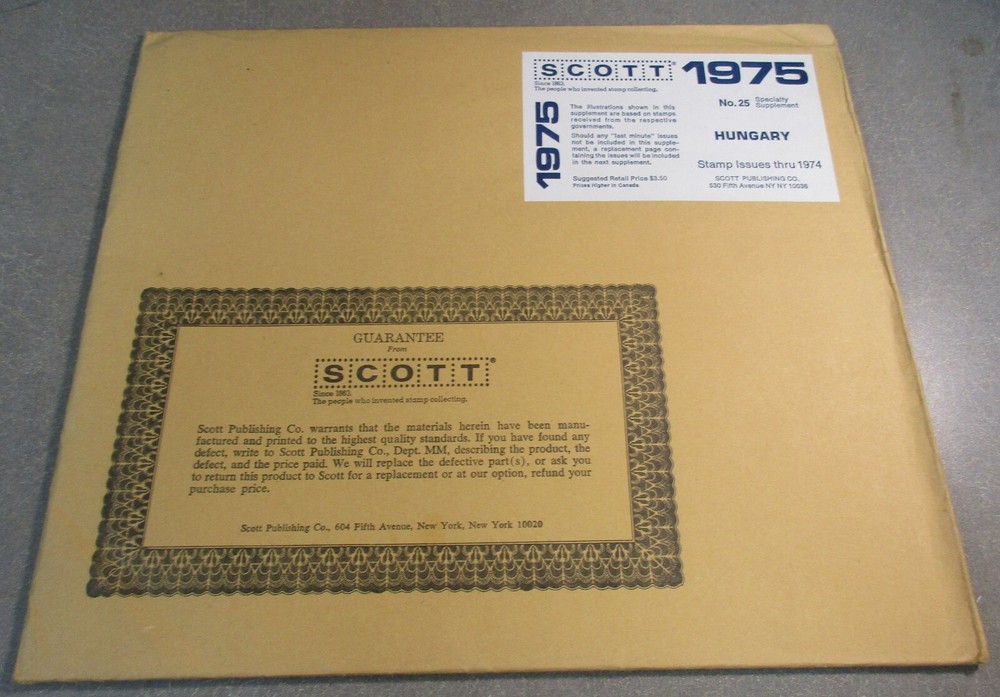 SCOTT®
Since 1863.
The people who invented stamp collecting.
1975
1975
No. 25 Specialty
Supplement
The illustrations shown in this
supplement are based on stamps
received from the respective
governments.
Should any "last minute" issues
not be included in this supple-
ment, a replacement page con-
taining the issues will be included
in the next supplement.
HUNGARY
Stamp Issues thru 1974
Suggested Retail Price $3.50
Prices Higher in Canada.
SCOTT PUBLISHING CO.
530 Fifth Avenue NY NY 10036
GUARANTEE
From
SCOTT®
Since 1863.
The people who invented stamp collecting.
Scott Publishing Co. warrants that the materials herein have been manu-
factured and printed to the highest quality standards. If you have found any
defect, write to Scott Publishing Co., Dept. MM, describing the product, the
defect, and the price paid. We will replace the defective part(s), or ask you
to return this product to Scott for a replacement or at our option, refund your
purchase price.
Scott Publishing Co., 604 Fifth Avenue, New York, New York 10020